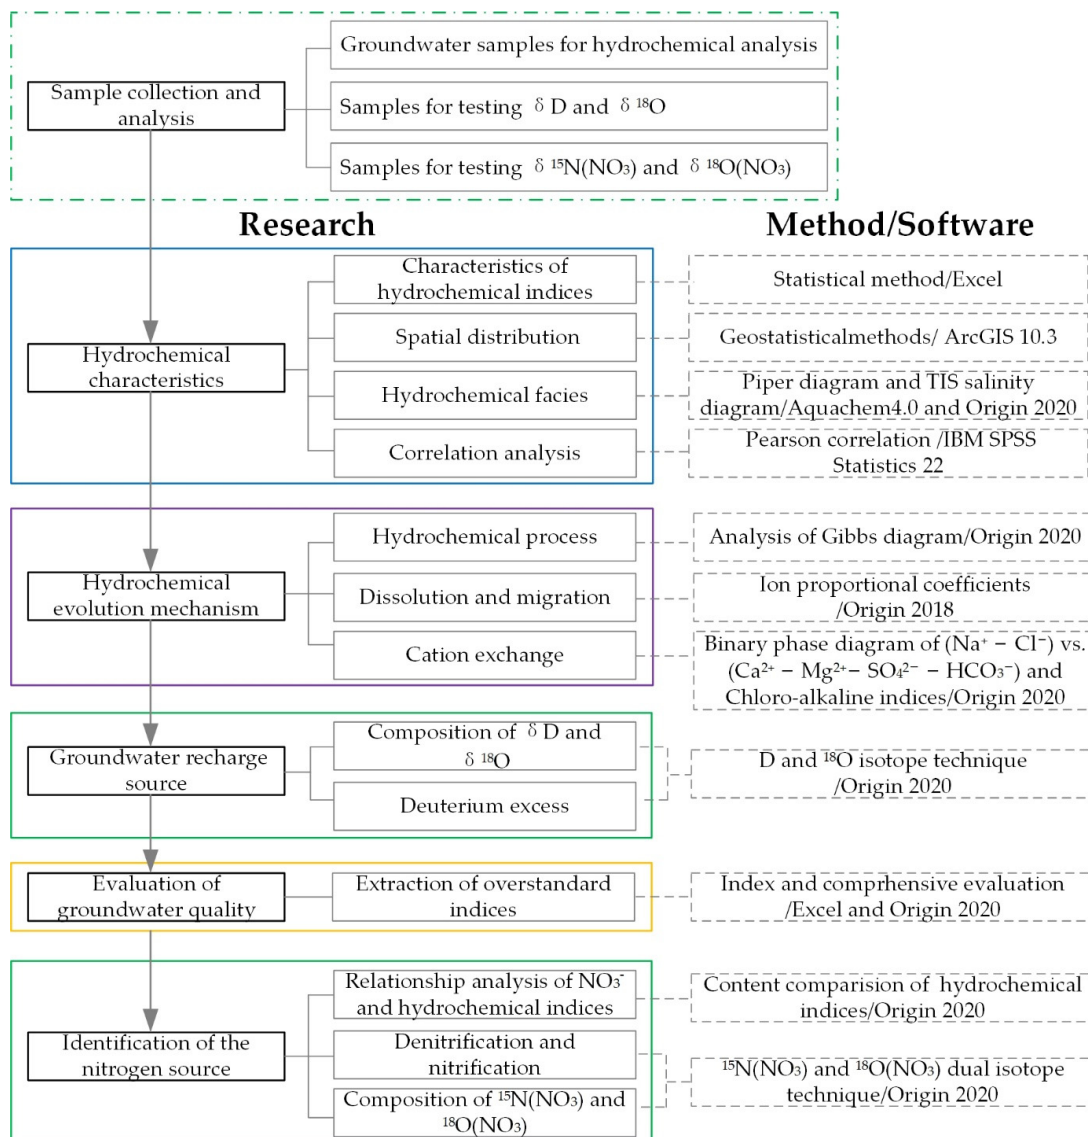 Sample collection and
analysis
Groundwater samples for hydrochemical analysis
Samples for testing δ D and δ ¹⁸O
Samples for testing δ ¹⁵N(NO₃) and δ ¹⁸O(NO₃)
Research
Method/Software
Hydrochemical
characteristics
Characteristics of
hydrochemical indices
Statistical method/Excel
Spatial distribution
Geostatisticalmethods/ ArcGIS 10.3
Hydrochemical facies
Piper diagram and TIS salinity
diagram/Aquachem4.0 and Origin 2020
Correlation analysis
Pearson correlation /IBM SPSS
Statistics 22
Hydrochemical
evolution mechanism
Hydrochemical process
Analysis of Gibbs diagram/Origin 2020
Dissolution and migration
Ion proportional coefficients
/Origin 2018
Cation exchange
Binary phase diagram of (Na⁺ − Cl⁻) vs.
(Ca²⁺ − Mg²⁺− SO₄²⁻ − HCO₃⁻) and
Chloro-alkaline indices/Origin 2020
Groundwater recharge
source
Composition of δ D and
δ ¹⁸O
Deuterium excess
D and ¹⁸O isotope technique
/Origin 2020
Evaluation of
groundwater quality
Extraction of overstandard
indices
Index and comprhensive evaluation
/Excel and Origin 2020
Identification of the
nitrogen source
Relationship analysis of NO₃⁻
and hydrochemical indices
Content comparision of hydrochemical
indices/Origin 2020
Denitrification and
nitrification
Composition of ¹⁵N(NO₃) and
¹⁸O(NO₃)
¹⁵N(NO₃) and ¹⁸O(NO₃) dual isotope
technique/Origin 2020